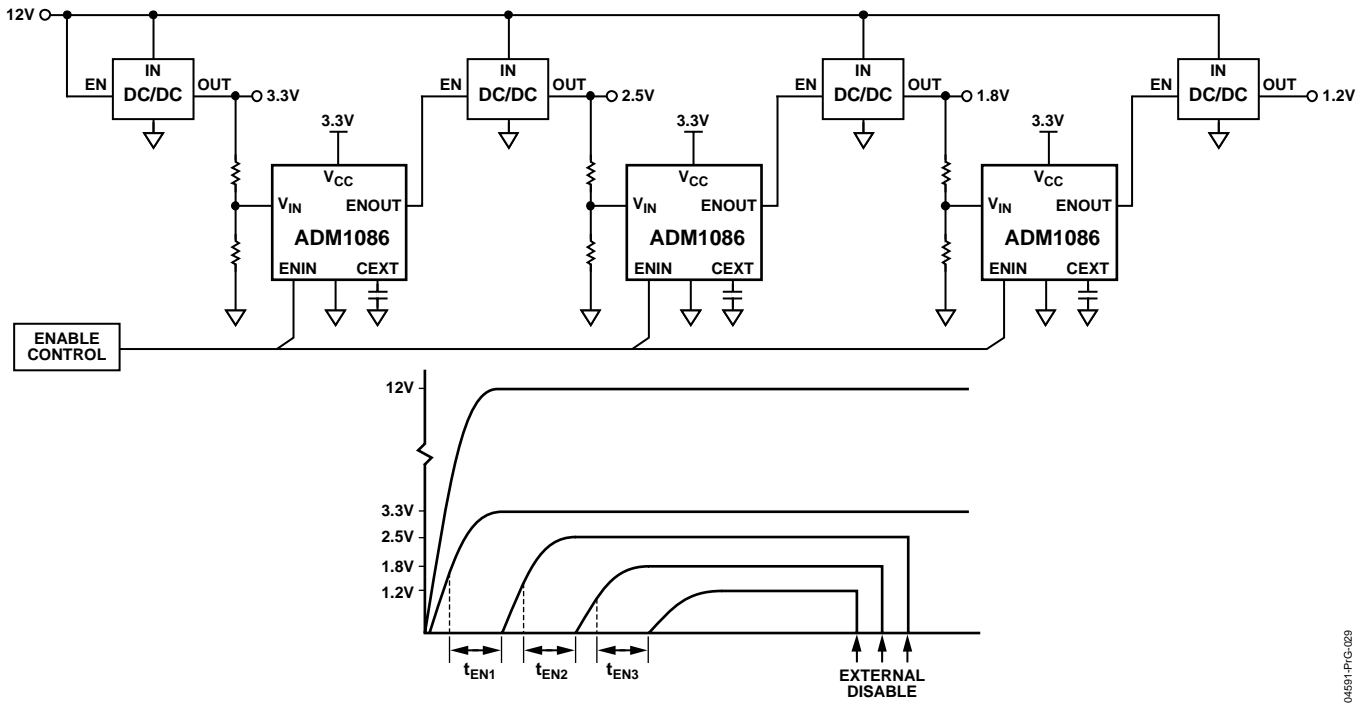 12V
IN
DC/DC
EN
OUT
3.3V
IN
DC/DC
EN
OUT
2.5V
IN
DC/DC
EN
OUT
1.8V
IN
DC/DC
EN
OUT
1.2V
3.3V
VCC
VIN
ENOUT
ADM1086
ENIN
CEXT
3.3V
VCC
VIN
ENOUT
ADM1086
ENIN
CEXT
3.3V
VCC
VIN
ENOUT
ADM1086
ENIN
CEXT
ENABLE
CONTROL
12V
3.3V
2.5V
1.8V
1.2V
tEN1
tEN2
tEN3
EXTERNAL
DISABLE
04591-PrG-029